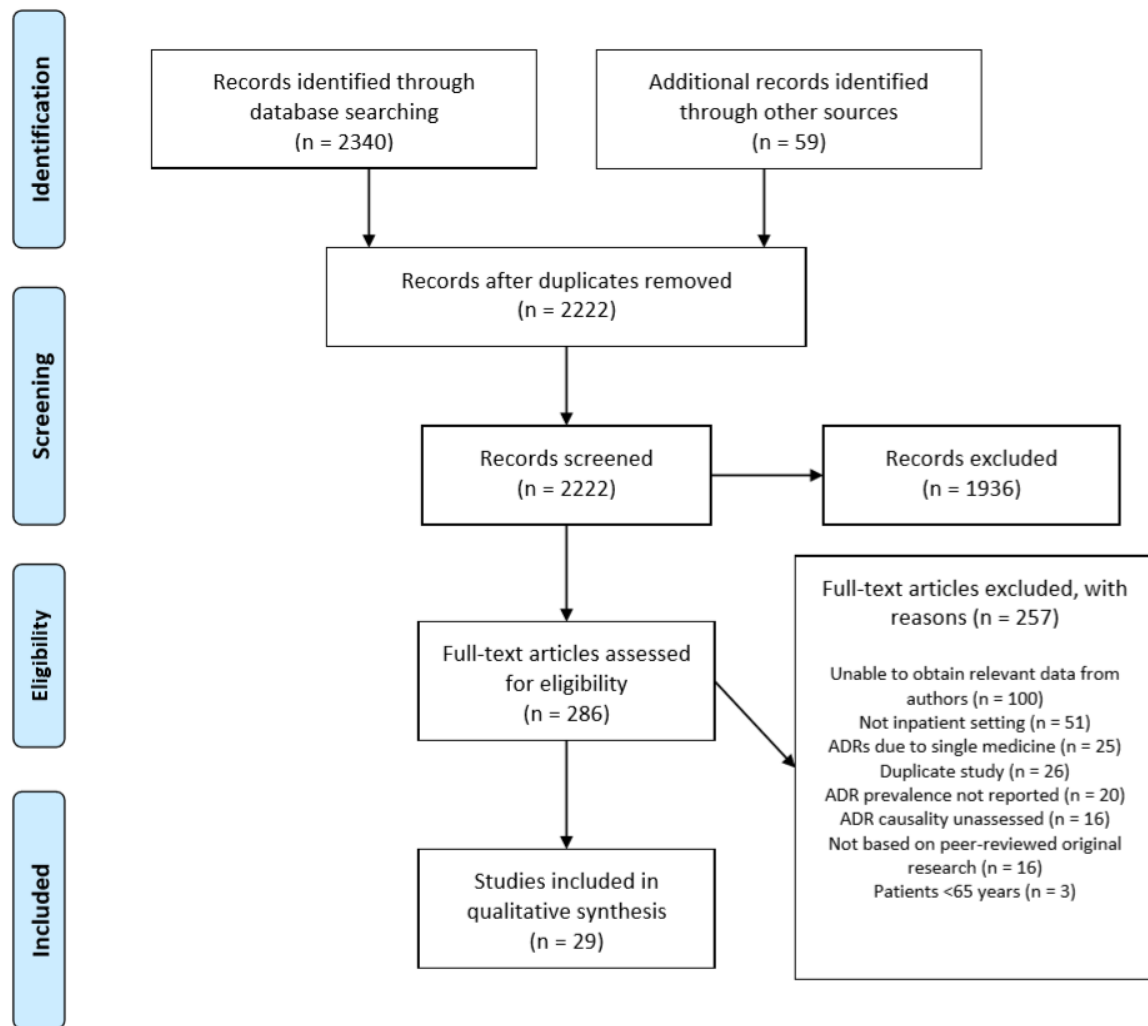 Identification
Records identified through
database searching
(n = 2340)
Additional records identified
through other sources
(n = 59)
Records after duplicates removed
(n = 2222)
Screening
Records screened
(n = 2222)
Records excluded
(n = 1936)
Eligibility
Full-text articles assessed
for eligibility
(n = 286)
Full-text articles excluded, with
reasons (n = 257)
Unable to obtain relevant data from
authors (n = 100)
Not inpatient setting (n = 51)
ADRs due to single medicine (n = 25)
Duplicate study (n = 26)
ADR prevalence not reported (n = 20)
ADR causality unassessed (n = 16)
Not based on peer-reviewed original
research (n = 16)
Patients <65 years (n = 3)
Included
Studies included in
qualitative synthesis
(n = 29)